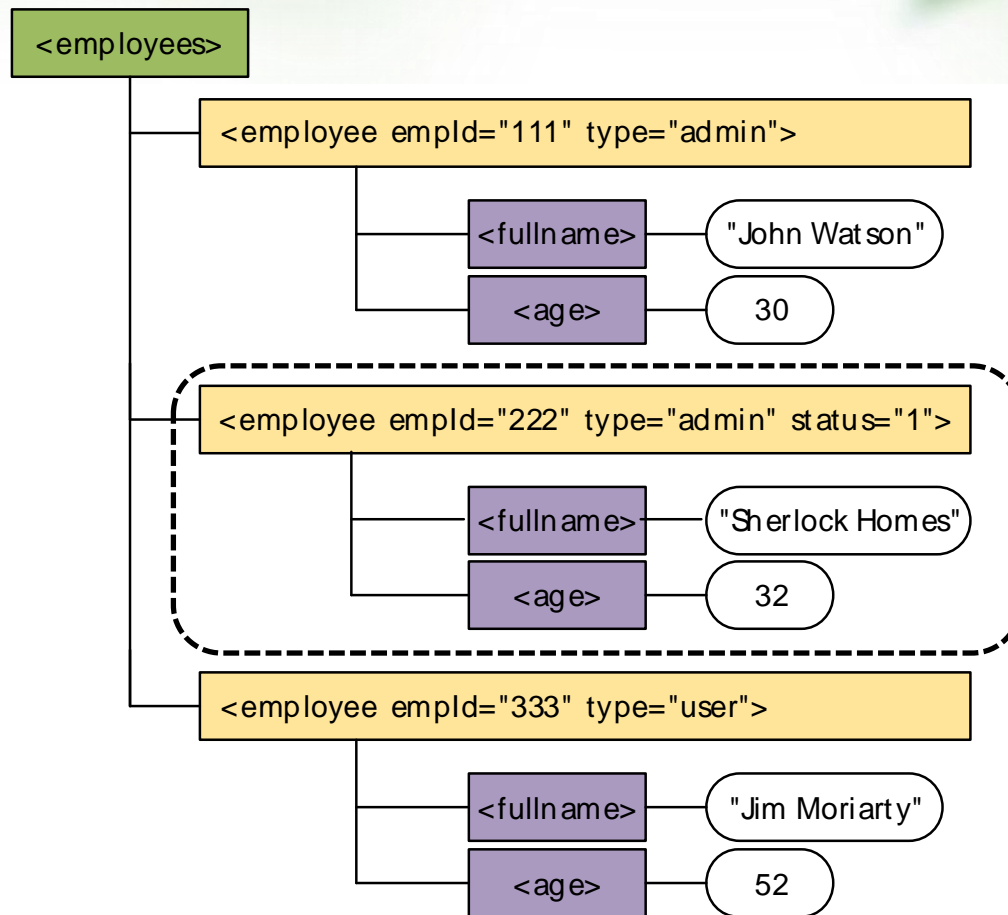 <employees>
<employee empId="111" type="admin">
<fullname> "John Watson"
<age> 30
<employee empId="222" type="admin" status="1">
<fullname> "Sherlock Homes"
<age> 32
<employee empId="333" type="user">
<fullname> "Jim Moriarty"
<age> 52